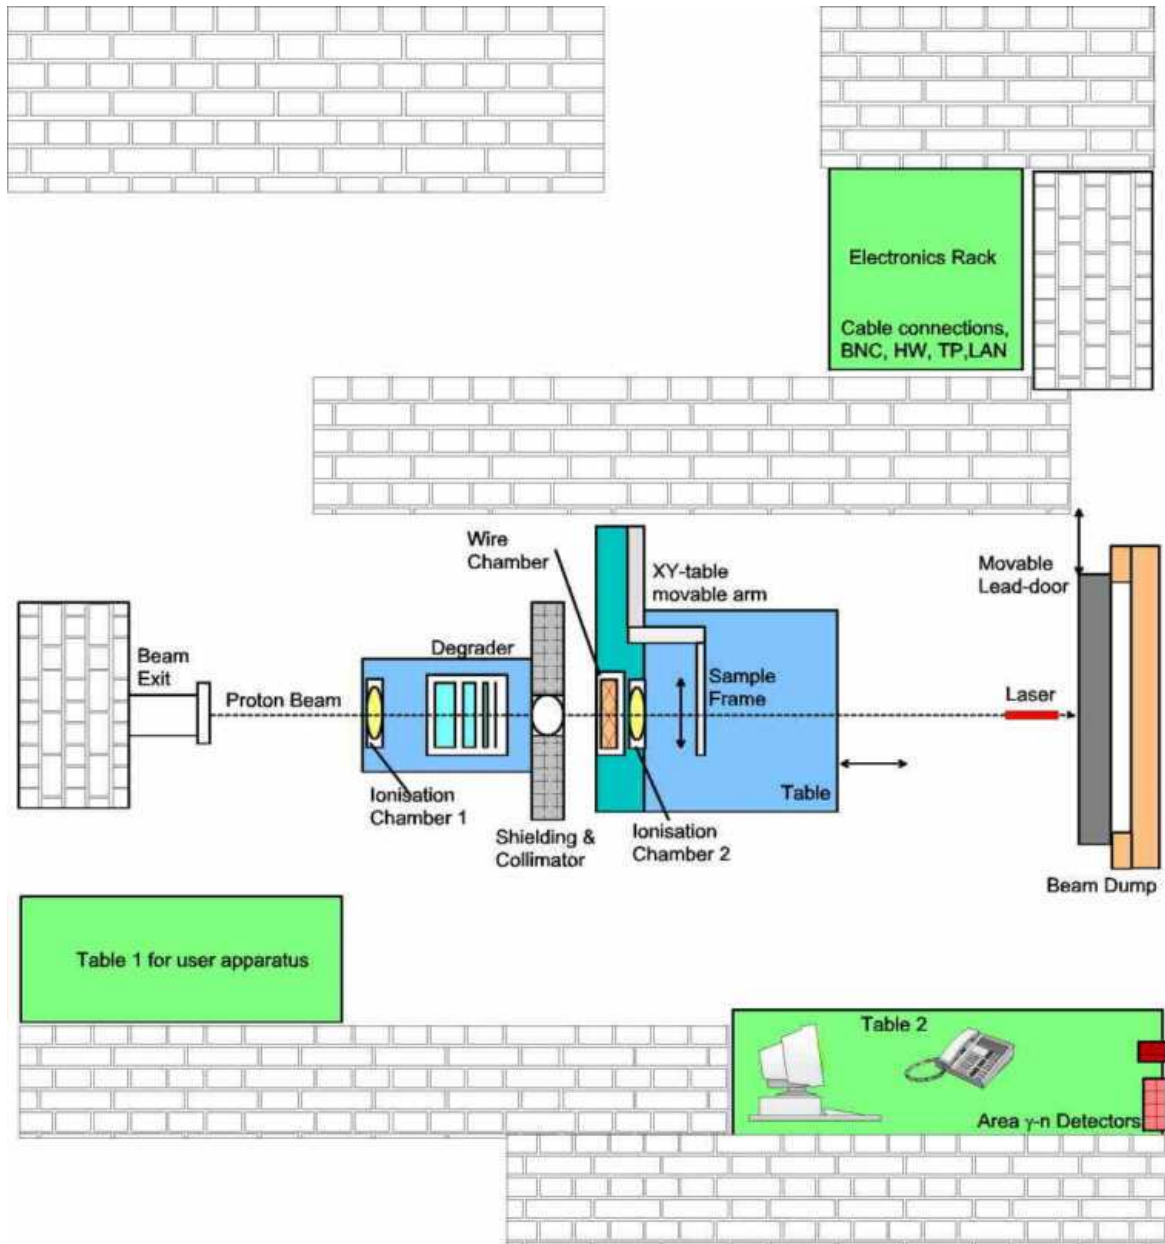 Electronics Rack
Cable connections,
BNC, HW, TP,LAN
Wire
Chamber
XY-table
movable arm
Movable
Lead-door
Beam
Exit
Degrader
Proton Beam
Sample
Frame
Laser
Ionisation
Chamber 1
Table
Shielding &
Collimator
Ionisation
Chamber 2
Beam Dump
Table 1 for user apparatus
Table 2
Area γ-n Detectors